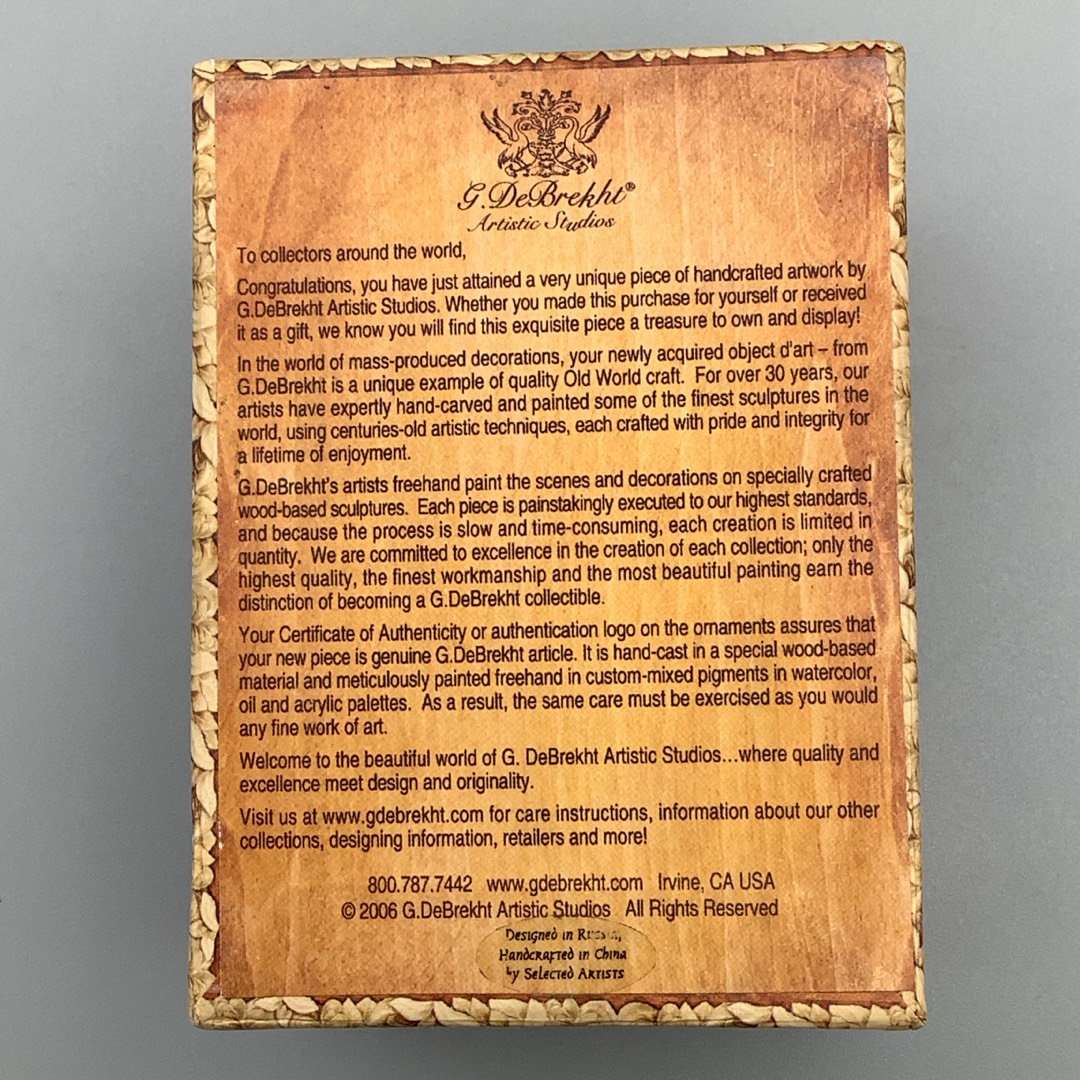 G.DeBrekht®
Artistic Studios
To collectors around the world,
Congratulations, you have just attained a very unique piece of handcrafted artwork by
G.DeBrekht Artistic Studios. Whether you made this purchase for yourself or received
it as a gift, we know you will find this exquisite piece a treasure to own and display!
In the world of mass-produced decorations, your newly acquired object d'art – from
G.DeBrekht is a unique example of quality Old World craft. For over 30 years, our
artists have expertly hand-carved and painted some of the finest sculptures in the
world, using centuries-old artistic techniques, each crafted with pride and integrity for
a lifetime of enjoyment.
G.DeBrekht's artists freehand paint the scenes and decorations on specially crafted
wood-based sculptures. Each piece is painstakingly executed to our highest standards,
and because the process is slow and time-consuming, each creation is limited in
quantity. We are committed to excellence in the creation of each collection; only the
highest quality, the finest workmanship and the most beautiful painting earn the
distinction of becoming a G.DeBrekht collectible.
Your Certificate of Authenticity or authentication logo on the ornaments assures that
your new piece is genuine G.DeBrekht article. It is hand-cast in a special wood-based
material and meticulously painted freehand in custom-mixed pigments in watercolor,
oil and acrylic palettes. As a result, the same care must be exercised as you would
any fine work of art.
Welcome to the beautiful world of G. DeBrekht Artistic Studios...where quality and
excellence meet design and originality.
Visit us at www.gdebrekht.com for care instructions, information about our other
collections, designing information, retailers and more!
800.787.7442 www.gdebrekht.com Irvine, CA USA
© 2006 G.DeBrekht Artistic Studios All Rights Reserved
Designed in Russia,
Handcrafted in China
by Selected Artists